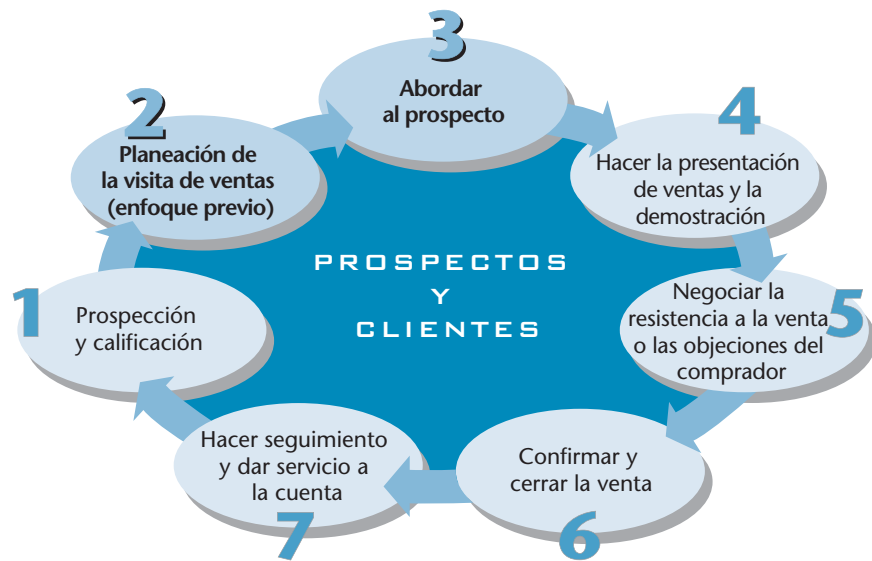 1
Prospección
y calificación
2
Planeación de
la visita de ventas
(enfoque previo)
3
Abordar
al prospecto
4
Hacer la presentación
de ventas y la
demostración
5
Negociar la
resistencia a la venta
o las objeciones del
comprador
6
Confirmar y
cerrar la venta
7
Hacer seguimiento
y dar servicio a
la cuenta
PROSPECTOS
Y
CLIENTES